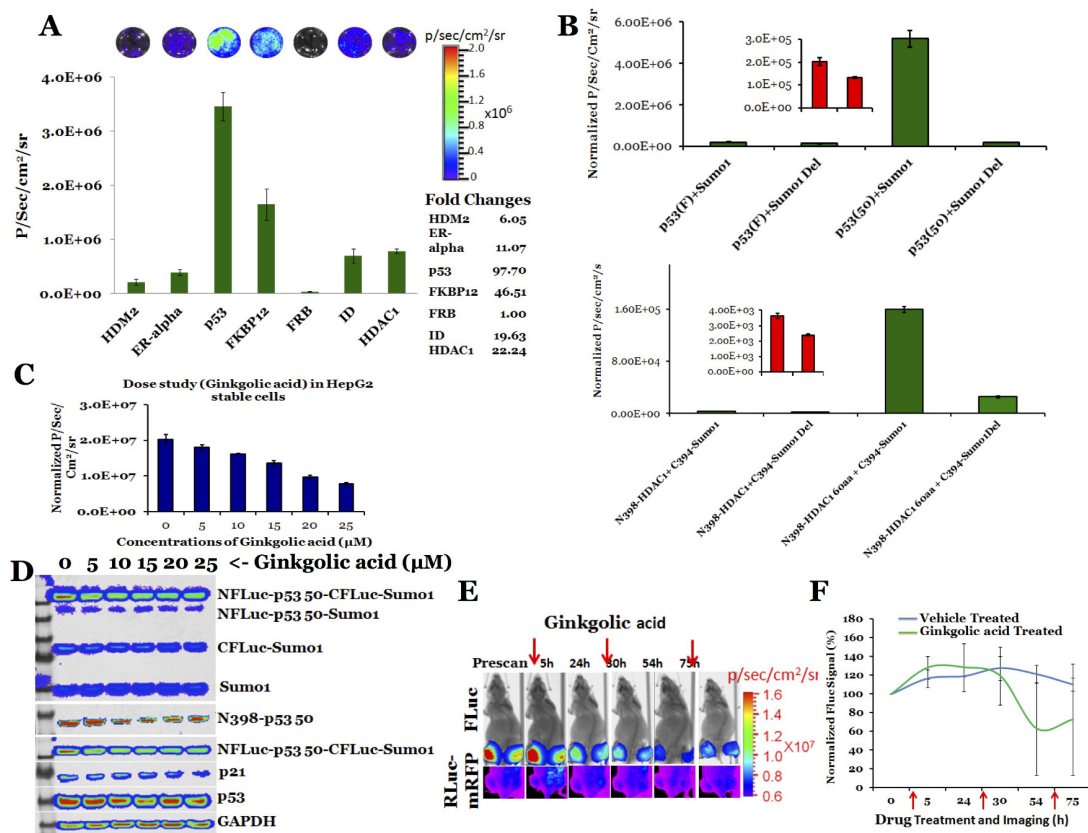 A
p/sec/cm²/sr
2.0
1.6
1.2
x10⁶
0.8
0.4
0
4.0E+06
3.0E+06
2.0E+06
1.0E+06
0.0E+00
P/Sec/cm²/sr
HDM2
ER-alpha
p53
FKBP12
FRB
ID
HDAC1
Fold Changes
HDM2 6.05
ER-
alpha 11.07
p53 97.70
FKBP12 46.51
FRB 1.00
ID 19.63
HDAC1 22.24
B
Normalized P/Sec/Cm²/sr
6.0E+06
4.0E+06
2.0E+06
0.0E+00
3.0E+05
2.0E+05
1.0E+05
0.0E+00
p53(F)+Sumo1
p53(F)+Sumo1 Del
p53(50)+Sumo1
p53(50)+Sumo1 Del
Normalized P/sec/cm²/s
1.60E+05
8.00E+04
0.00E+00
4.00E+03
3.00E+03
2.00E+03
1.00E+03
0.00E+00
N398-HDAC1+ C394-Sumo1
N398-HDAC1+C394-Sumo1 Del
N398-HDAC1 60aa + C394-Sumo1
N398-HDAC1 60aa + C394-Sumo1Del
C
Dose study (Ginkgolic acid) in HepG2
stable cells
Normalized P/Sec/
Cm²/sr
3.0E+07
2.0E+07
1.0E+07
0.0E+00
0 5 10 15 20 25
Concentrations of Ginkgolic acid (µM)
D
0 5 10 15 20 25 <- Ginkgolic acid (µM)
NFLuc-p53 50-CFLuc-Sumo1
NFLuc-p53 50-Sumo1
CFLuc-Sumo1
Sumo1
N398-p53 50
NFLuc-p53 50-CFLuc-Sumo1
p21
p53
GAPDH
E
Ginkgolic acid
Prescan 5h 24h 30h 54h 75h
FLuc
RLuc-
mRFP
p/sec/cm²/sr
1.6
1.4
1.2
1.0
X10⁷
0.8
0.6
F
Vehicle Treated
Ginkgolic acid Treated
Normalized Fluc Signal (%)
180
160
140
120
100
80
60
40
20
0
0 5 24 30 54 75
Drug Treatment and Imaging (h)